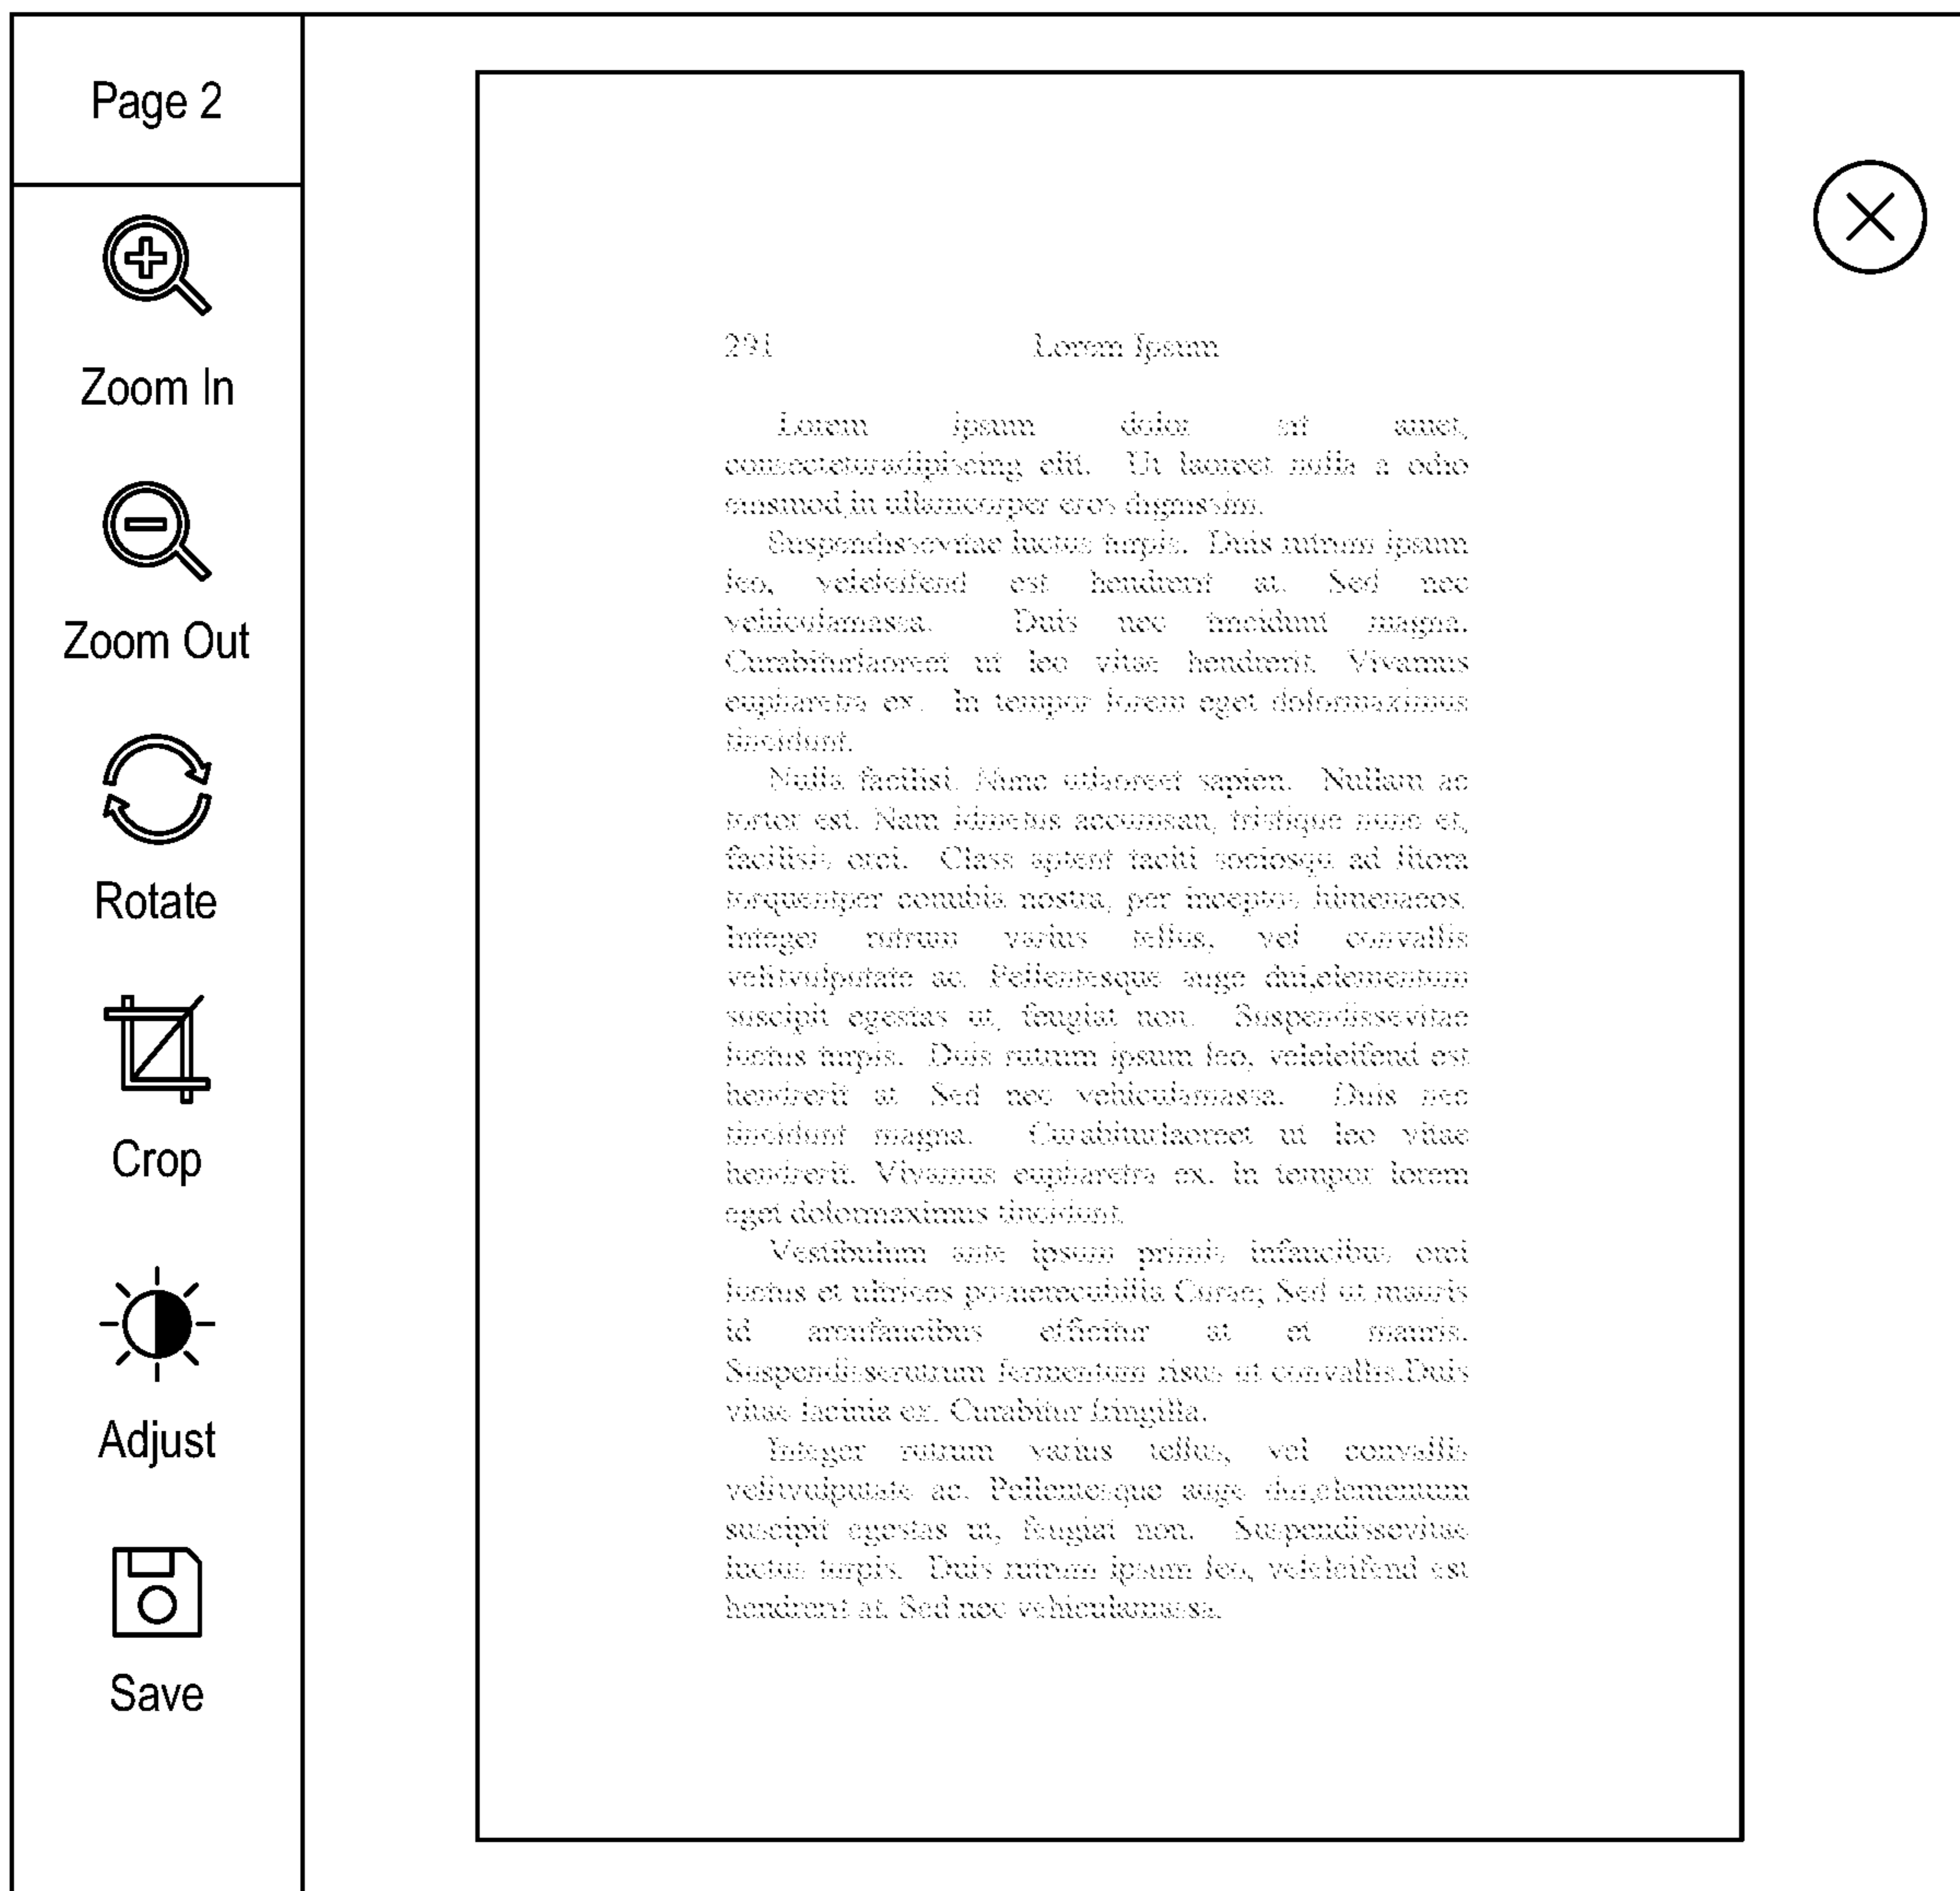 Page 2
Zoom In
Zoom Out
Rotate
Crop
Adjust
Save
291 Lorem Ipsum
Lorem ipsum dolor sit amet,
consecteturadipiscing elit. Ut laoreet nulla a odio
euismod,in ullamcorper eros dignissim.
Suspendissevitae luctus turpis. Duis rutrum ipsum
leo, veleleifend est hendrerit at. Sed nec
vehiculamassa. Duis nec tincidunt magna.
Curabiturlaoreet ut leo vitae hendrerit. Vivamus
eupharetra ex. In tempor lorem eget dolormaximus
tincidunt.
Nulla facilisi. Nunc utlaoreet sapien. Nullam ac
tortor est. Nam idmetus accumsan, tristique nunc et,
facilisis orci. Class aptent taciti sociosqu ad litora
torquentper conubia nostra, per inceptos himenaeos.
Integer rutrum varius tellus, vel convallis
velitvulputate ac. Pellentesque auge dui,elementum
suscipit egestas ut, feugiat non. Suspendissevitae
luctus turpis. Duis rutrum ipsum leo, veleleifend est
hendrerit at. Sed nec vehiculamassa. Duis nec
tincidunt magna. Curabiturlaoreet ut leo vitae
hendrerit. Vivamus eupharetra ex. In tempor lorem
eget dolormaximus tincidunt.
Vestibulum ante ipsum primis infaucibus orci
luctus et ultrices posuerecubilia Curae; Sed ut mauris
id arcufaucibus efficitur at et mauris.
Suspendisserutrum fermentum risus ut convallis.Duis
vitae lacinia ex. Curabitur fringilla.
Integer rutrum varius tellus, vel convallis
velitvulputate ac. Pellentesque auge dui,elementum
suscipit egestas ut, feugiat non. Suspendissevitae
luctus turpis. Duis rutrum ipsum leo, veleleifend est
hendrerit at. Sed nec vehiculamassa.